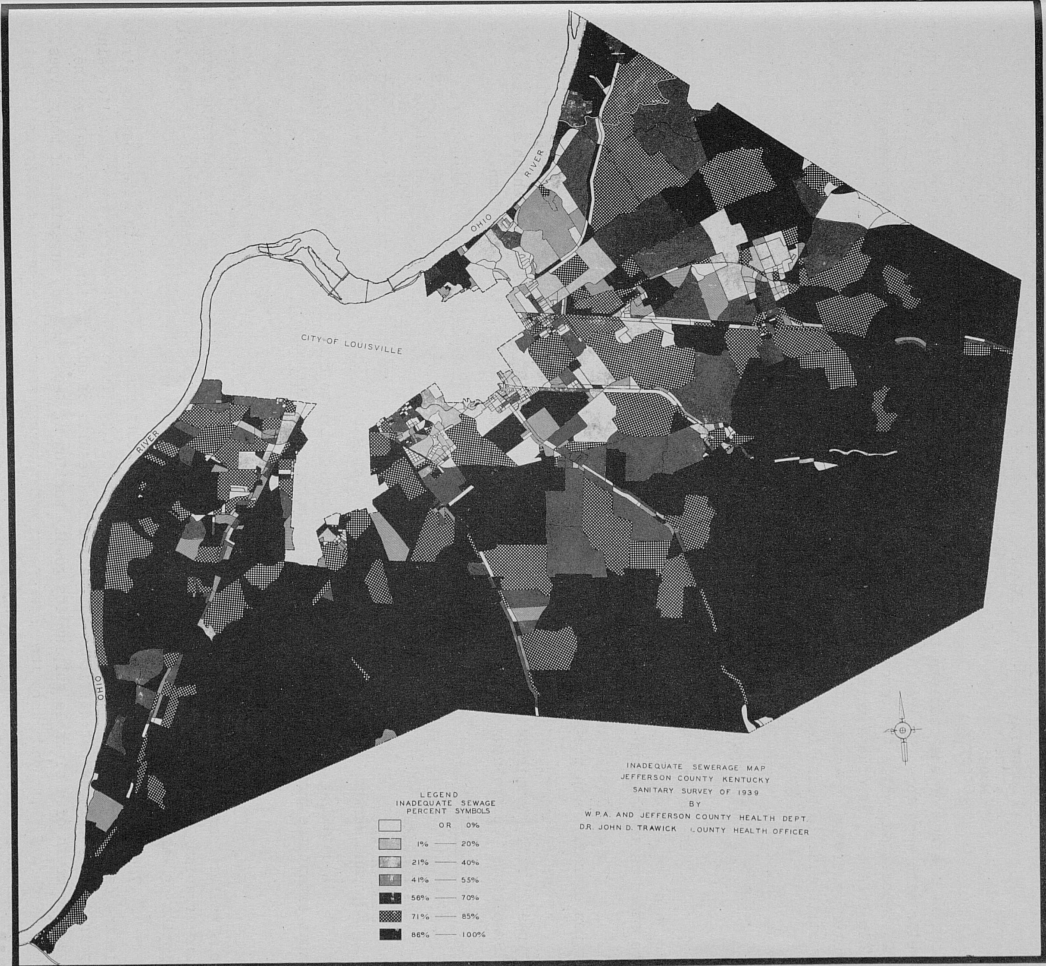 OHIO RIVER
CITY OF LOUISVILLE
RIVER
OHIO
INADEQUATE SEWERAGE MAP
JEFFERSON COUNTY KENTUCKY
SANITARY SURVEY OF 1939
BY
W.P.A. AND JEFFERSON COUNTY HEALTH DEPT.
DR. JOHN D. TRAWICK COUNTY HEALTH OFFICER
LEGEND
INADEQUATE SEWAGE
PERCENT SYMBOLS
OR 0%
1% — 20%
21% — 40%
41% — 55%
56% — 70%
71% — 85%
86% — 100%